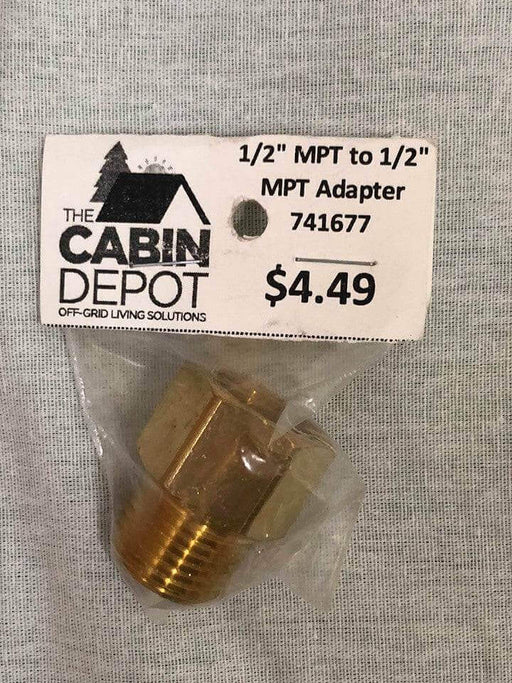 THE
CABIN
DEPOT
OFF-GRID LIVING SOLUTIONS
1/2" MPT to 1/2"
MPT Adapter
741677
$4.49